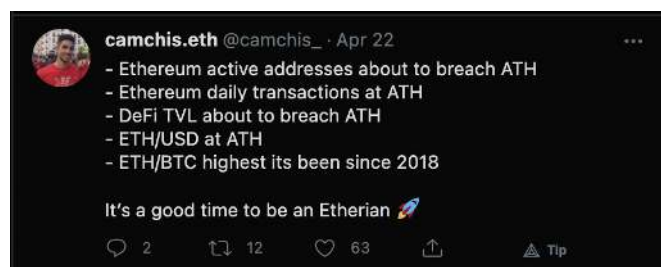 camchis.eth @camchis_ · Apr 22
- Ethereum active addresses about to breach ATH
- Ethereum daily transactions at ATH
- DeFi TVL about to breach ATH
- ETH/USD at ATH
- ETH/BTC highest its been since 2018
It's a good time to be an Etherian 🚀
2 12 63 Tip